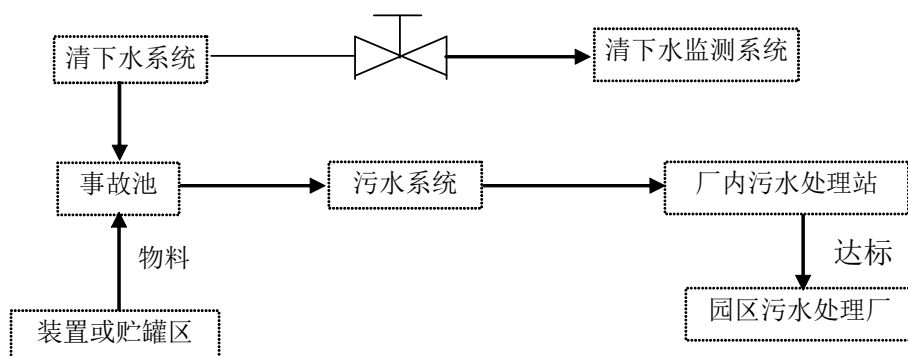 清下水系统
清下水监测系统
事故池
污水系统
厂内污水处理站
物料
达标
装置或贮罐区
园区污水处理厂